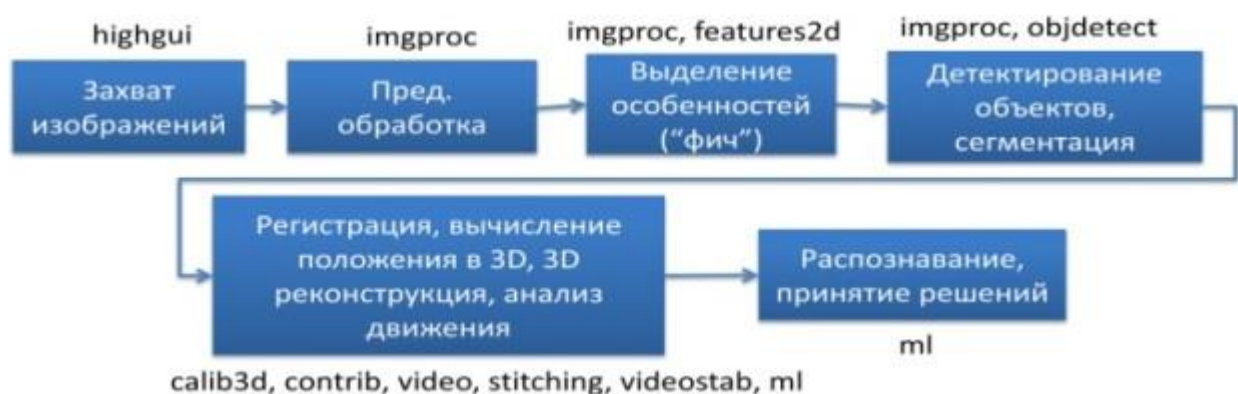 highgui
Захват
изображений
imgproc
Пред.
обработка
imgproc, features2d
Выделение
особенностей
(“фич”)
imgproc, objdetect
Детектирование
объектов,
сегментация
Регистрация, вычисление
положения в 3D, 3D
реконструкция, анализ
движения
calib3d, contrib, video, stitching, videostab, ml
Распознавание,
принятие решений
ml